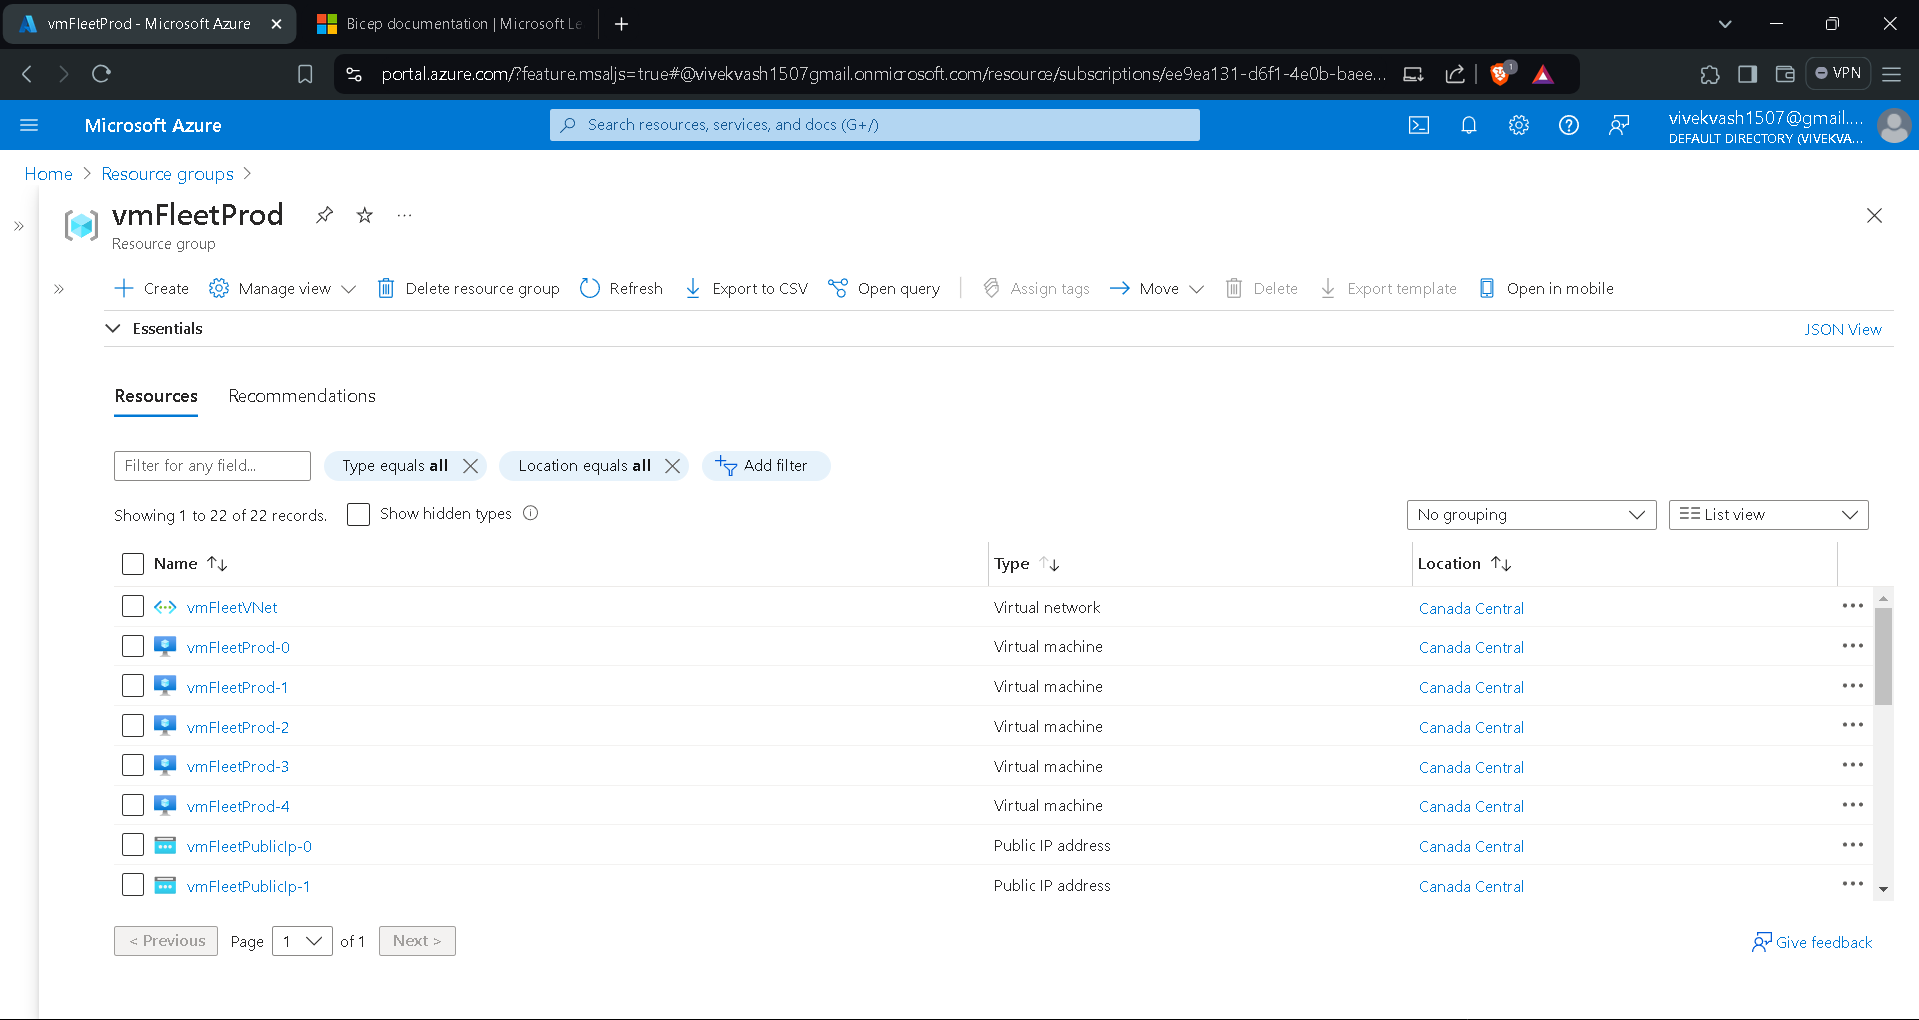 vmFleetProd - Microsoft Azure
Bicep documentation | Microsoft Le
portal.azure.com/?feature.msaljs=true#@vivekvash1507gmail.onmicrosoft.com/resource/subscriptions/ee9ea131-d6f1-4e0b-baee...
1
VPN
Microsoft Azure
Search resources, services, and docs (G+/)
vivekvash1507@gmail....
DEFAULT DIRECTORY (VIVEKVA...
Home > Resource groups >
vmFleetProd
Resource group
Create
Manage view
Delete resource group
Refresh
Export to CSV
Open query
Assign tags
Move
Delete
Export template
Open in mobile
Essentials
JSON View
Resources
Recommendations
Filter for any field...
Type equals all
Location equals all
Add filter
Showing 1 to 22 of 22 records.
Show hidden types
No grouping
List view
Name
Type
Location
vmFleetVNet Virtual network Canada Central
vmFleetProd-0 Virtual machine Canada Central
vmFleetProd-1 Virtual machine Canada Central
vmFleetProd-2 Virtual machine Canada Central
vmFleetProd-3 Virtual machine Canada Central
vmFleetProd-4 Virtual machine Canada Central
vmFleetPublicIp-0 Public IP address Canada Central
vmFleetPublicIp-1 Public IP address Canada Central
< Previous
Page 1 of 1
Next >
Give feedback